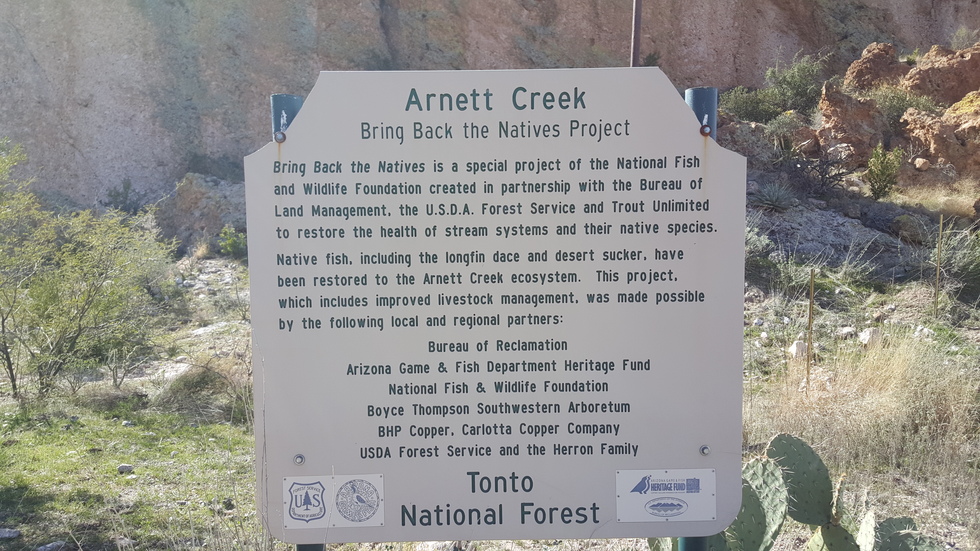 Arnett Creek
Bring Back the Natives Project
Bring Back the Natives is a special project of the National Fish
and Wildlife Foundation created in partnership with the Bureau of
Land Management, the U.S.D.A. Forest Service and Trout Unlimited
to restore the health of stream systems and their native species.
Native fish, including the longfin dace and desert sucker, have
been restored to the Arnett Creek ecosystem. This project,
which includes improved livestock management, was made possible
by the following local and regional partners:
Bureau of Reclamation
Arizona Game & Fish Department Heritage Fund
National Fish & Wildlife Foundation
Boyce Thompson Southwestern Arboretum
BHP Copper, Carlotta Copper Company
USDA Forest Service and the Herron Family
Tonto
National Forest
FOREST SERVICE
U S
HERITAGE FUND